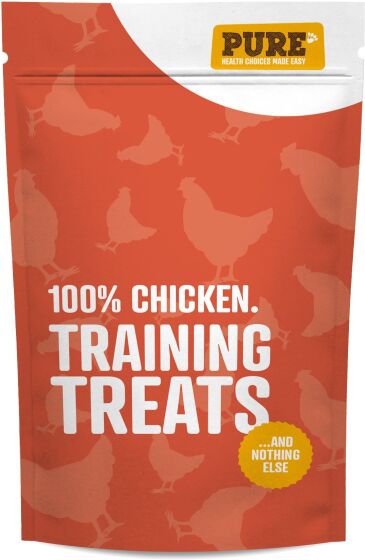 PURE
HEALTH CHOICES MADE EASY
100% CHICKEN.
TRAINING
TREATS
...AND
NOTHING
ELSE